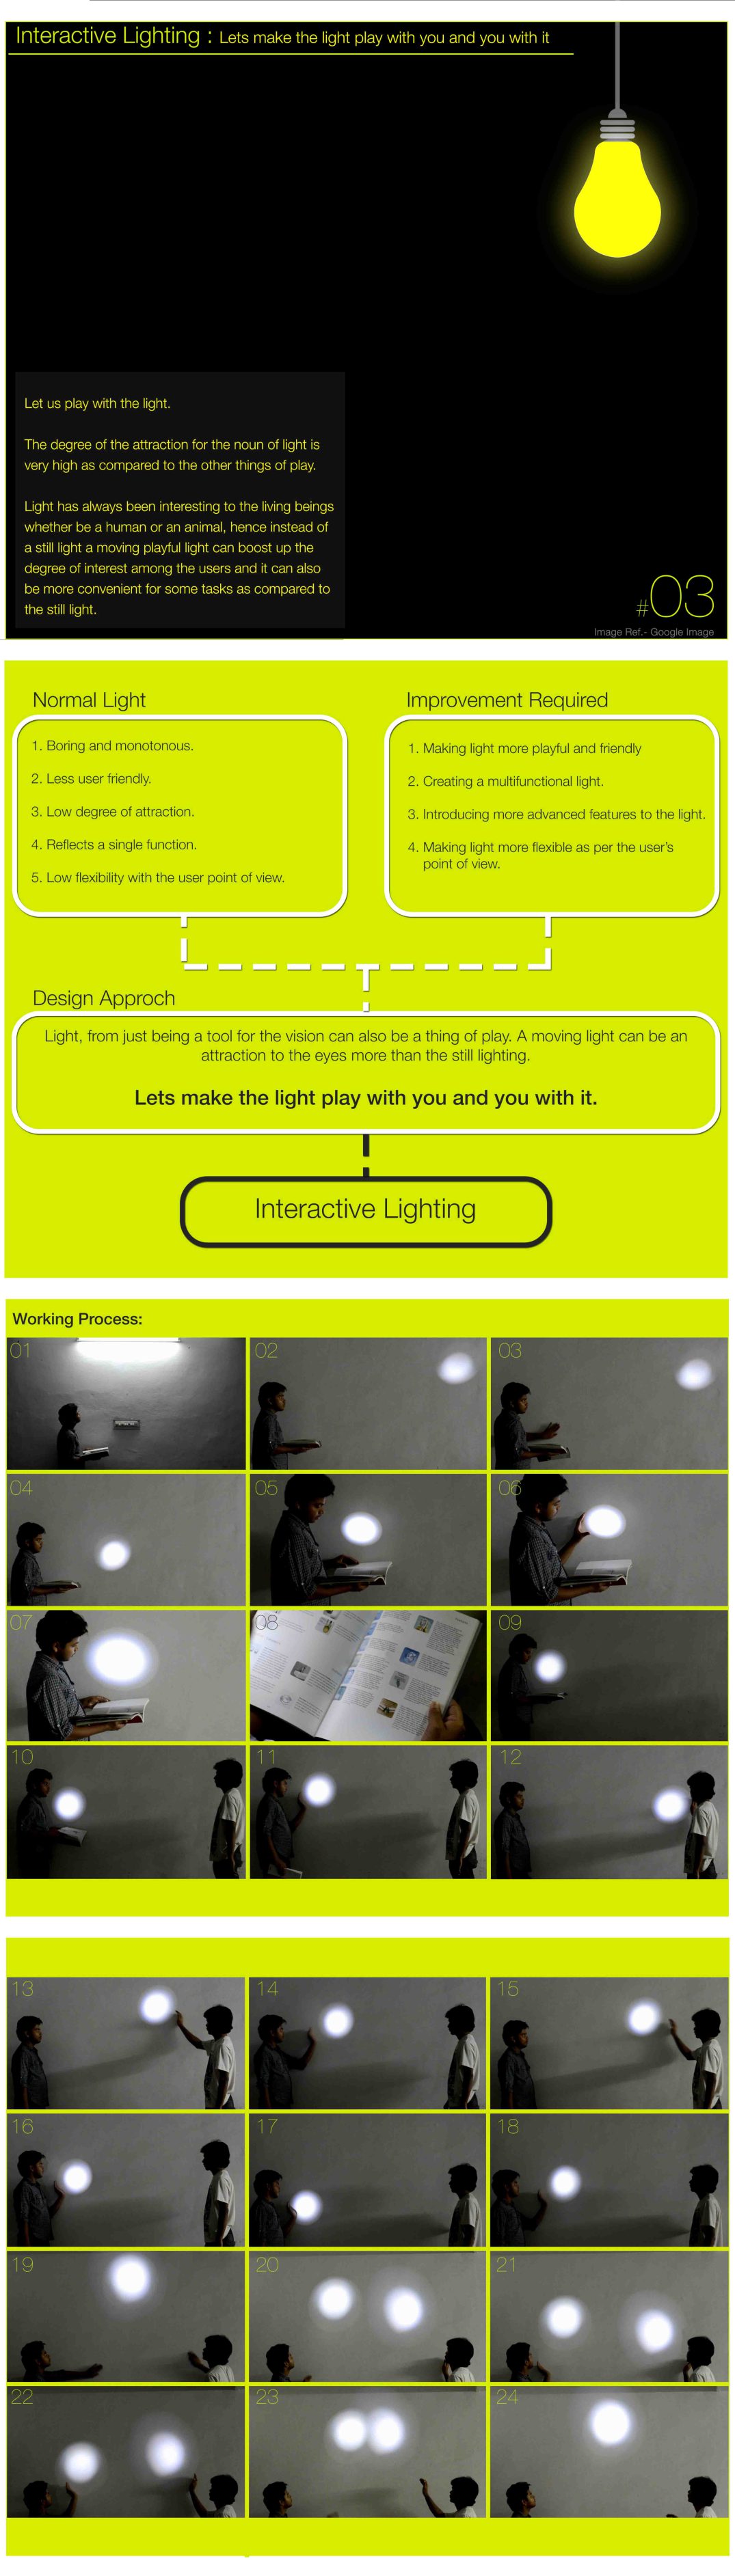 Interactive Lighting : Lets make the light play with you and you with it
Let us play with the light.
The degree of the attraction for the noun of light is
very high as compared to the other things of play.
Light has always been interesting to the living beings
whether be a human or an animal, hence instead of
a still light a moving playful light can boost up the
degree of interest among the users and it can also
be more convenient for some tasks as compared to
the still light.
#03
Image Ref.- Google Image
Normal Light
1. Boring and monotonous.
2. Less user friendly.
3. Low degree of attraction.
4. Reflects a single function.
5. Low flexibility with the user point of view.
Improvement Required
1. Making light more playful and friendly
2. Creating a multifunctional light.
3. Introducing more advanced features to the light.
4. Making light more flexible as per the user's
point of view.
Design Approch
Light, from just being a tool for the vision can also be a thing of play. A moving light can be an
attraction to the eyes more than the still lighting.
Lets make the light play with you and you with it.
Interactive Lighting
Working Process:
01
02
03
04
05
06
07
08
09
10
11
12
13
14
15
16
17
18
19
20
21
22
23
24